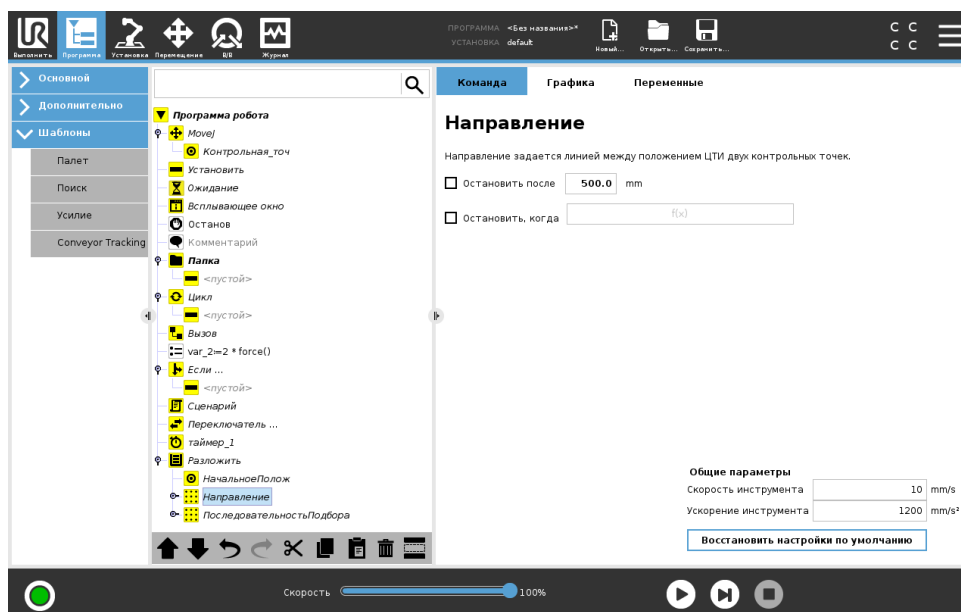 ПРОГРАММА <Без названия>*
УСТАНОВКА default
Выполнить Программа Установка Перемещение В/В Журнал
Новый... Открыть... Сохранить...
C C
C C
Основной
Дополнительно
Шаблоны
Палет
Поиск
Усилие
Conveyor Tracking
Программа робота
MoveJ
Контрольная_точ
Установить
Ожидание
Всплывающее окно
Останов
Комментарий
Папка
<пустой>
Цикл
<пустой>
Вызов
var_2≔2 * force()
Если ...
<пустой>
Сценарий
Переключатель ...
таймер_1
Разложить
НачальноеПолож
Направление
ПоследовательностьПодбора
Команда Графика Переменные
Направление
Направление задается линией между положением ЦТИ двух контрольных точек.
Остановить после 500.0 mm
Остановить, когда f(x)
Общие параметры
Скорость инструмента 10 mm/s
Ускорение инструмента 1200 mm/s²
Восстановить настройки по умолчанию
Скорость 100%